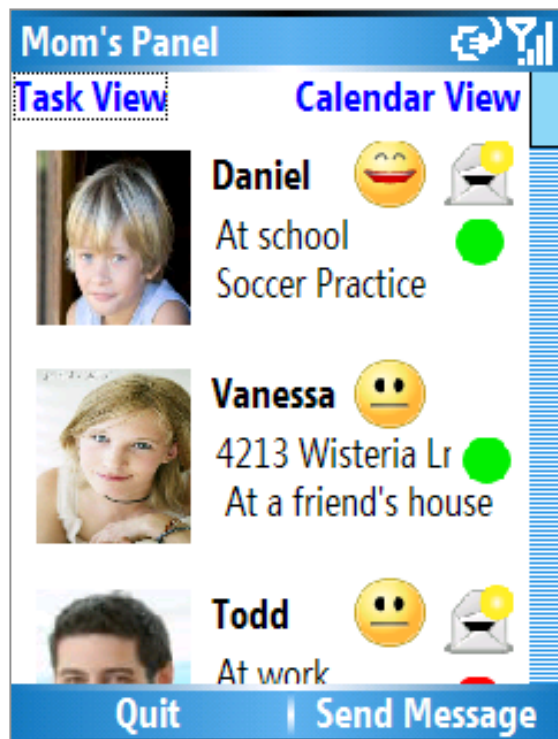 Mom's Panel
Task View Calendar View
Daniel
At school
Soccer Practice
Vanessa
4213 Wisteria Ln
At a friend's house
Todd
At work
Quit Send Message